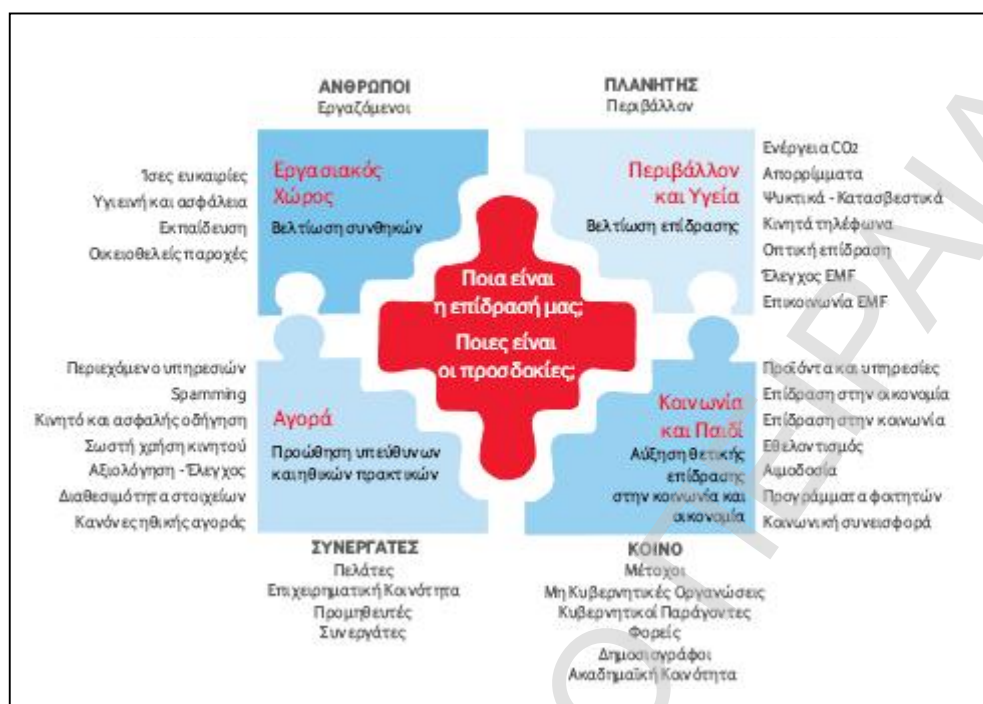 ΑΝΘΡΩΠΟΙ
Εργαζόμενοι
Ίσες ευκαιρίες
Υγιεινή και ασφάλεια
Εκπαίδευση
Οικειοθελείς παροχές
Εργασιακός
Χώρος
Βελτίωση συνθηκών
ΠΛΑΝΗΤΗΣ
Περιβάλλον
Περιβάλλον
και Υγεία
Βελτίωση επίδρασης
Ενέργεια CO2
Απορρίμματα
Ψυκτικά - Κατασβεστικά
Κινητά τηλέφωνα
Οπτική επίδραση
Έλεγχος EMF
Επικοινωνία EMF
Ποια είναι
η επίδρασή μας;
Ποιες είναι
οι προσδοκίες;
Περιεχόμενο υπηρεσιών
Spamming
Κινητό και ασφαλής οδήγηση
Σωστή χρήση κινητού
Αξιολόγηση - Έλεγχος
Διαθεσιμότητα στοιχείων
Κανόνες ηθικής αγοράς
Αγορά
Προώθηση υπεύθυνων
και ηθικών πρακτικών
ΣΥΝΕΡΓΑΤΕΣ
Πελάτες
Επιχειρηματική Κοινότητα
Προμηθευτές
Συνεργάτες
Κοινωνία
και Παιδί
Αύξηση θετικής
επίδρασης
στην κοινωνία και
οικονομία
Προϊόντα και υπηρεσίες
Επίδραση στην οικονομία
Επίδραση στην κοινωνία
Εθελοντισμός
Αιμοδοσία
Προγράμματα φοιτητών
Κοινωνική συνεισφορά
ΚΟΙΝΟ
Μέτοχοι
Μη Κυβερνητικές Οργανώσεις
Κυβερνητικοί Παράγοντες
Φορείς
Δημοσιογράφοι
Ακαδημαϊκή Κοινότητα